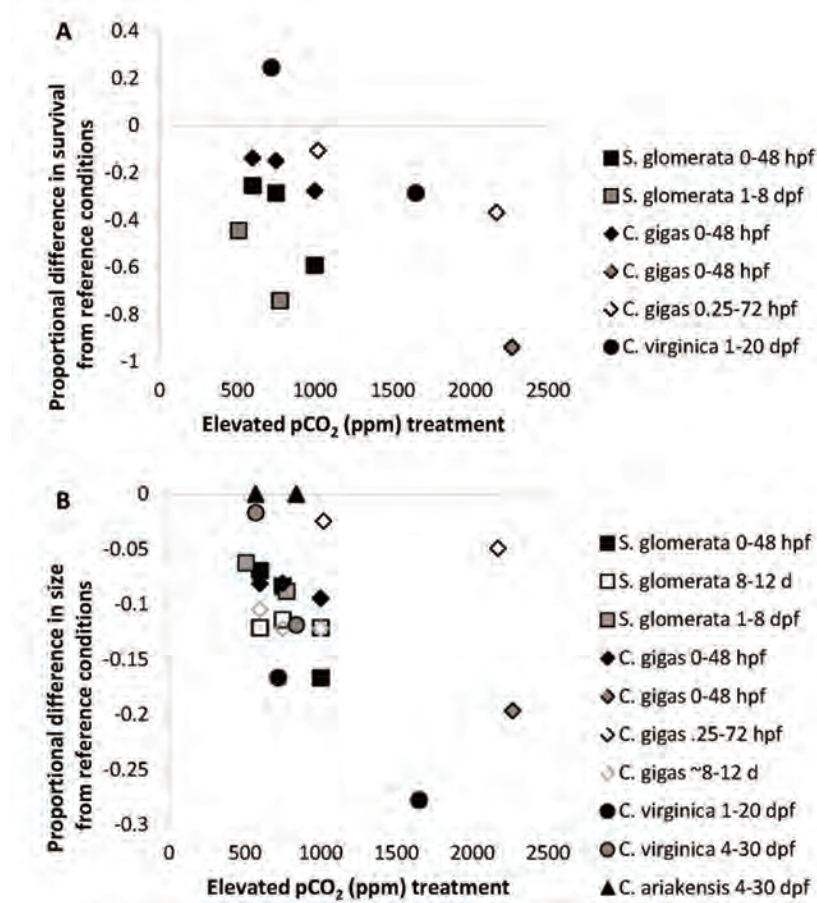 A
Proportional difference in survival
from reference conditions
0.4
0.2
0
-0.2
-0.4
-0.6
-0.8
-1
0
500
1000
1500
2000
2500
Elevated pCO₂ (ppm) treatment
S. glomerata 0-48 hpf
S. glomerata 1-8 dpf
C. gigas 0-48 hpf
C. gigas 0-48 hpf
C. gigas 0.25-72 hpf
C. virginica 1-20 dpf
B
Proportional difference in size
from reference conditions
0
-0.05
-0.1
-0.15
-0.2
-0.25
-0.3
0
500
1000
1500
2000
2500
Elevated pCO₂ (ppm) treatment
S. glomerata 0-48 hpf
S. glomerata 8-12 d
S. glomerata 1-8 dpf
C. gigas 0-48 hpf
C. gigas 0-48 hpf
C. gigas .25-72 hpf
C. gigas ~8-12 d
C. virginica 1-20 dpf
C. virginica 4-30 dpf
C. ariakensis 4-30 dpf